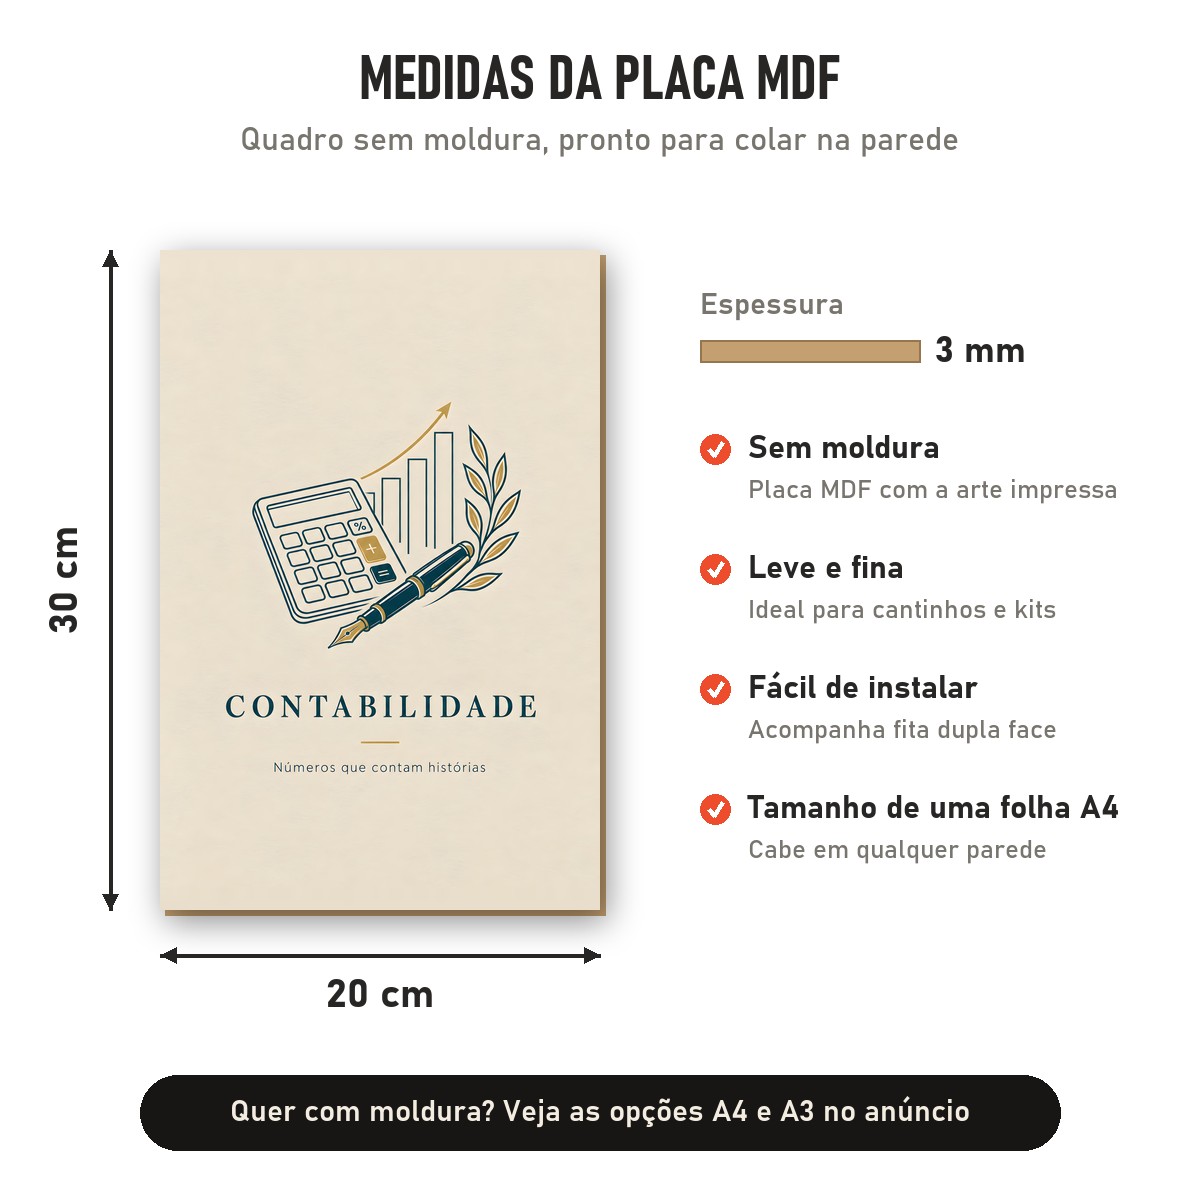 MEDIDAS DA PLACA MDF
Quadro sem moldura, pronto para colar na parede
30 cm
%
+
=
CONTABILIDADE
Números que contam histórias
20 cm
Espessura
3 mm
Sem moldura
Placa MDF com a arte impressa
Leve e fina
Ideal para cantinhos e kits
Fácil de instalar
Acompanha fita dupla face
Tamanho de uma folha A4
Cabe em qualquer parede
Quer com moldura? Veja as opções A4 e A3 no anúncio